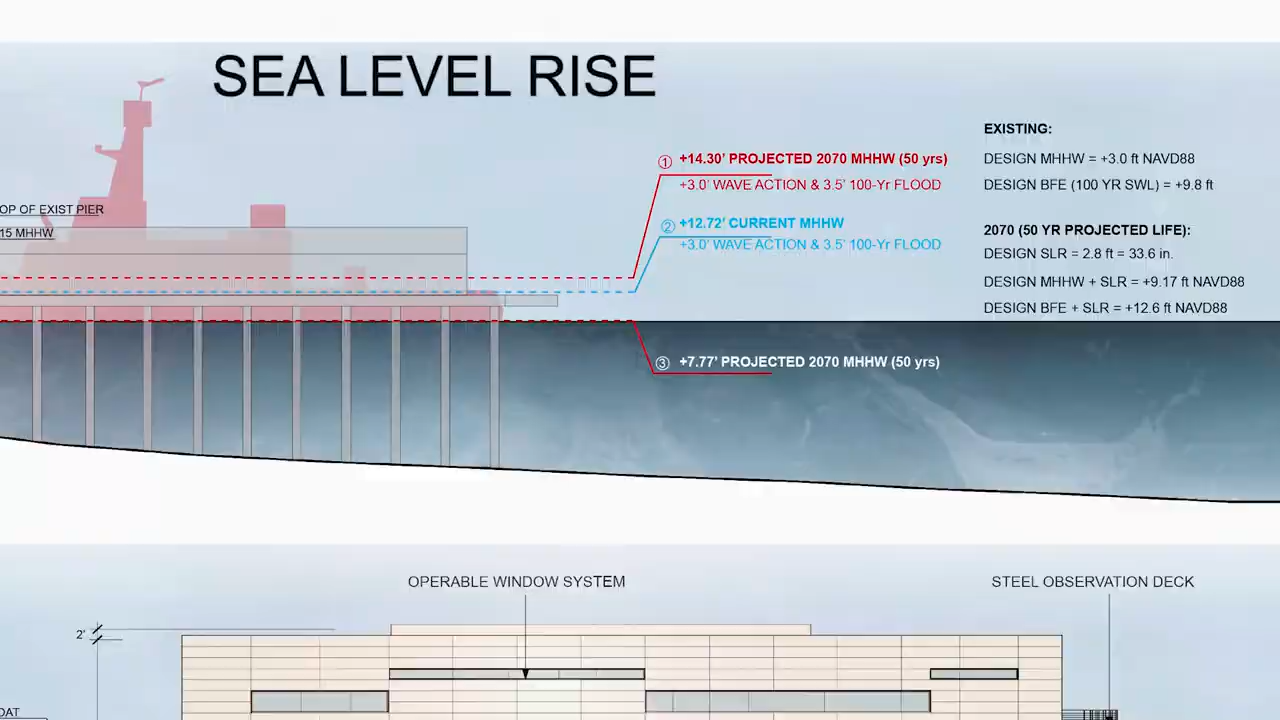 SEA LEVEL RISE
EXISTING:
① +14.30' PROJECTED 2070 MHHW (50 yrs)
DESIGN MHHW = +3.0 ft NAVD88
+3.0' WAVE ACTION & 3.5' 100-Yr FLOOD
DESIGN BFE (100 YR SWL) = +9.8 ft
OP OF EXIST PIER
② +12.72' CURRENT MHHW
15 MHHW
2070 (50 YR PROJECTED LIFE):
+3.0' WAVE ACTION & 3.5' 100-Yr FLOOD
DESIGN SLR = 2.8 ft = 33.6 in.
DESIGN MHHW + SLR = +9.17 ft NAVD88
DESIGN BFE + SLR = +12.6 ft NAVD88
③ +7.77' PROJECTED 2070 MHHW (50 yrs)
OPERABLE WINDOW SYSTEM
STEEL OBSERVATION DECK
2'
OAT